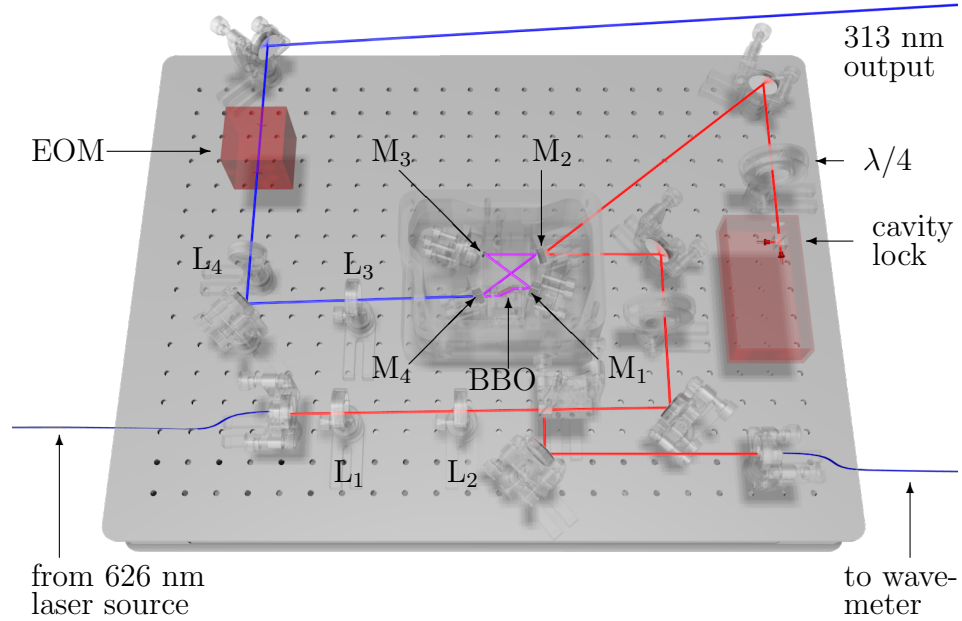 313 nm
output
EOM
M3
M2
λ/4
cavity
lock
L4
L3
M4
BBO
M1
L1
L2
from 626 nm
laser source
to wave-
meter